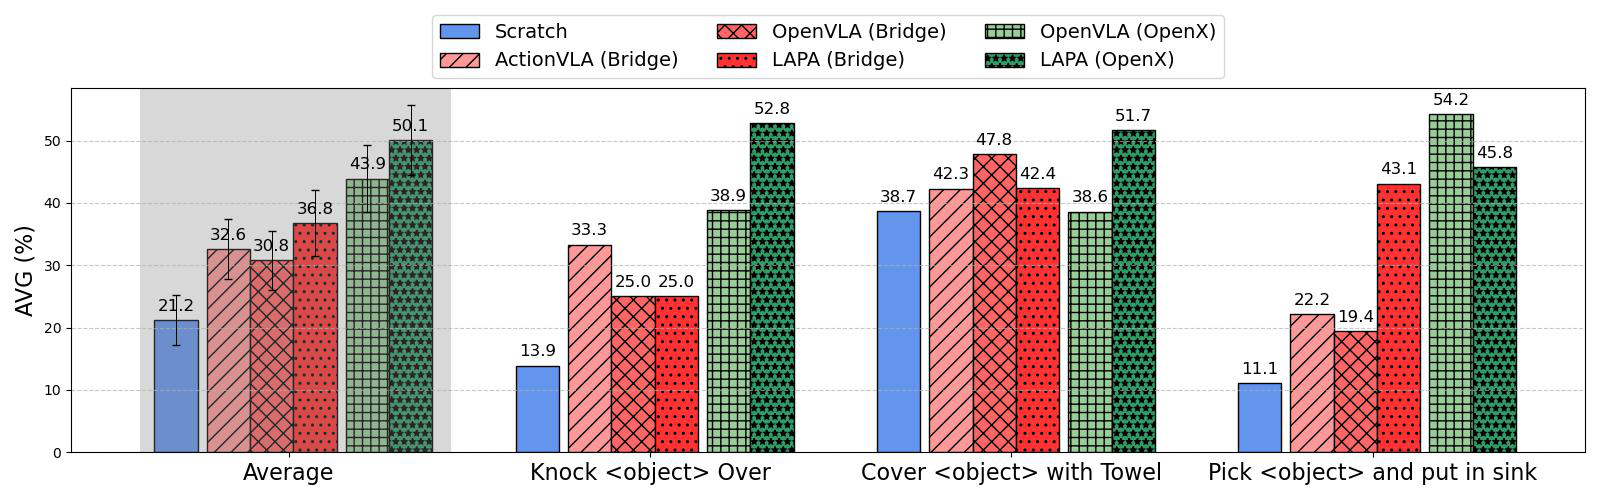 Scratch
ActionVLA (Bridge)
OpenVLA (Bridge)
LAPA (Bridge)
OpenVLA (OpenX)
LAPA (OpenX)
AVG (%)
50
40
30
20
10
0
21.2
32.6
30.8
36.8
43.9
50.1
13.9
33.3
25.0
25.0
38.9
52.8
38.7
42.3
47.8
42.4
38.6
51.7
11.1
22.2
19.4
43.1
54.2
45.8
Average
Knock <object> Over
Cover <object> with Towel
Pick <object> and put in sink